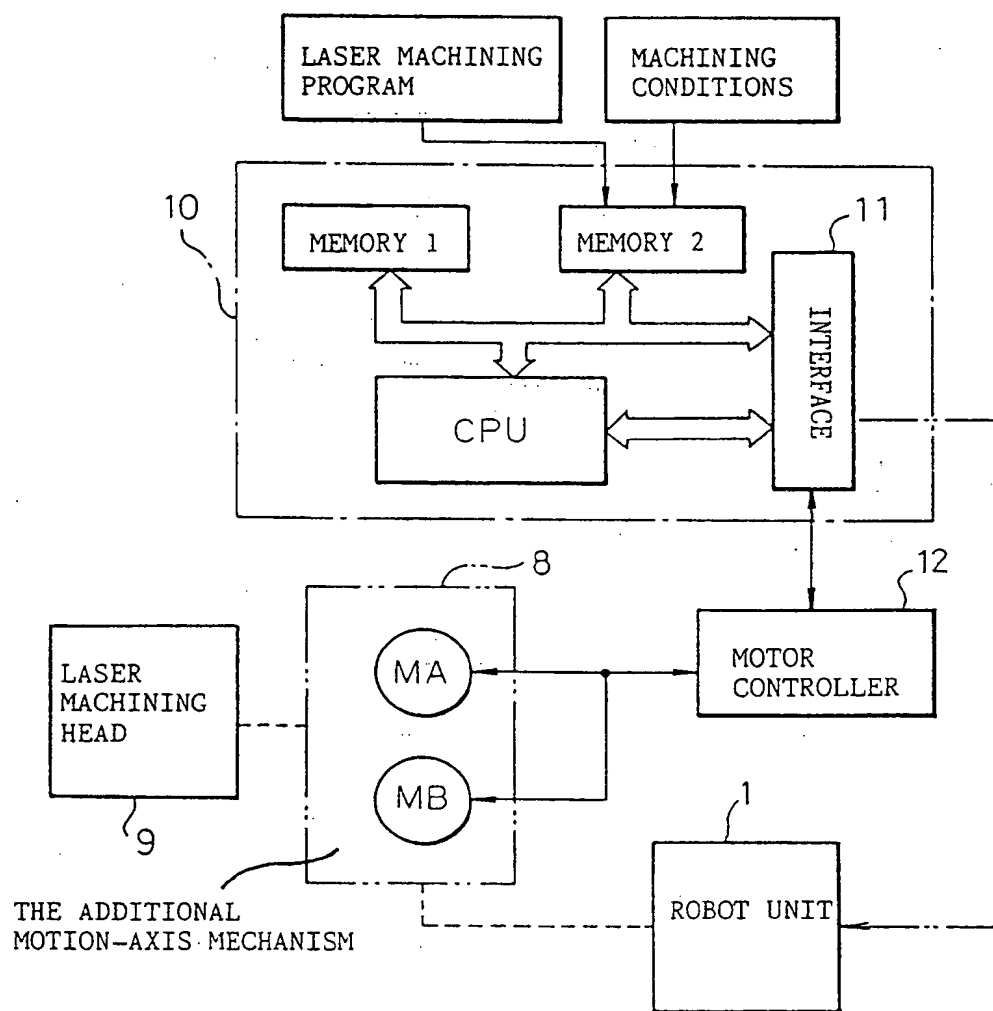 LASER MACHINING
PROGRAM
MACHINING
CONDITIONS
10
MEMORY 1
MEMORY 2
11
INTERFACE
CPU
8
12
LASER
MACHINING
HEAD
MA
MOTOR
CONTROLLER
MB
9
1
THE ADDITIONAL
MOTION-AXIS MECHANISM
ROBOT UNIT